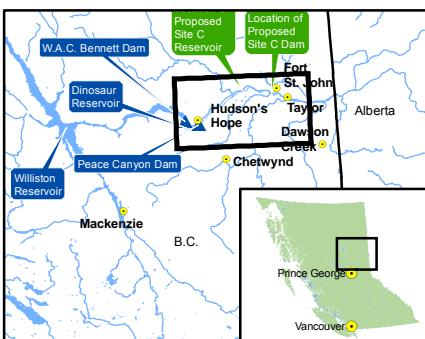 Proposed
Site C
Reservoir
Location of
Proposed
Site C Dam
W.A.C. Bennett Dam
Fort
St. John
Dinosaur
Reservoir
Taylor
Alberta
Hudson's
Hope
Dawson
Creek
Peace Canyon Dam
Chetwynd
Williston
Reservoir
Mackenzie
B.C.
Prince George
Vancouver